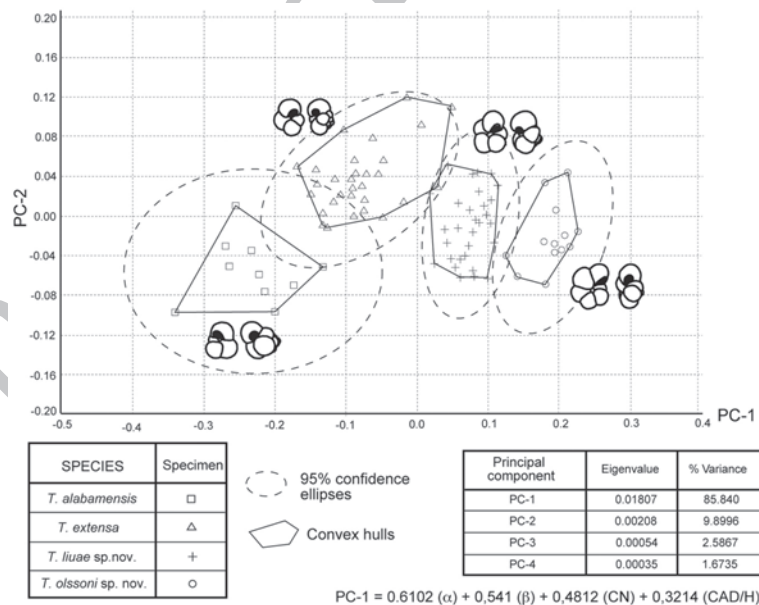 0.20
0.16
0.12
0.08
0.04
0.00
-0.04
-0.08
-0.12
-0.16
-0.20
PC-2
-0.5 -0.4 -0.3 -0.2 -0.1 0.0 0.1 0.2 0.3 0.4
PC-1
SPECIES Specimen
T. alabamensis □
T. extensa △
T. liuae sp.nov. +
T. olssoni sp. nov. ○
95% confidence
ellipses
Convex hulls
Principal
component Eigenvalue % Variance
PC-1 0.01807 85.840
PC-2 0.00208 9.8996
PC-3 0.00054 2.5867
PC-4 0.00035 1.6735
PC-1 = 0.6102 (α) + 0,541 (β) + 0,4812 (CN) + 0,3214 (CAD/H)